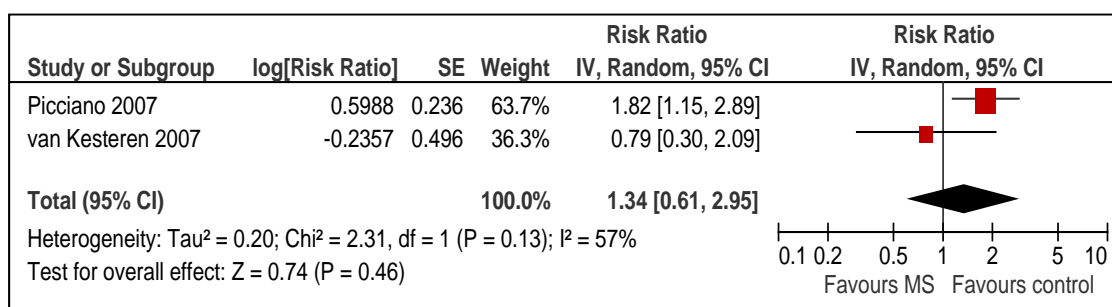 Risk Ratio Risk Ratio
Study or Subgroup log[Risk Ratio] SE Weight IV, Random, 95% CI IV, Random, 95% CI
Picciano 2007 0.5988 0.236 63.7% 1.82 [1.15, 2.89]
van Kesteren 2007 -0.2357 0.496 36.3% 0.79 [0.30, 2.09]
Total (95% CI) 100.0% 1.34 [0.61, 2.95]
Heterogeneity: Tau² = 0.20; Chi² = 2.31, df = 1 (P = 0.13); I² = 57%
Test for overall effect: Z = 0.74 (P = 0.46)
0.1 0.2 0.5 1 2 5 10
Favours MS Favours control